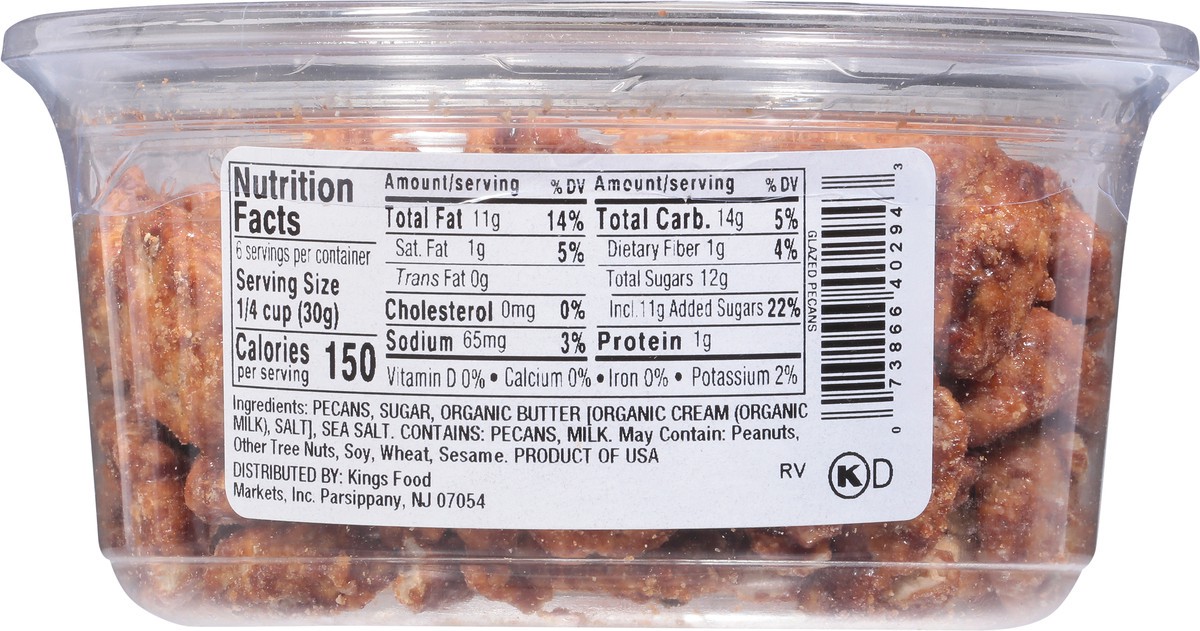 Nutrition
Facts
6 servings per container
Serving Size
1/4 cup (30g)
Calories 150
per serving
Amount/serving % DV
Total Fat 11g 14%
Sat. Fat 1g 5%
Trans Fat 0g
Cholesterol 0mg 0%
Sodium 65mg 3%
Amount/serving % DV
Total Carb. 14g 5%
Dietary Fiber 1g 4%
Total Sugars 12g
Incl. 11g Added Sugars 22%
Protein 1g
Vitamin D 0% • Calcium 0% • Iron 0% • Potassium 2%
Ingredients: PECANS, SUGAR, ORGANIC BUTTER [ORGANIC CREAM (ORGANIC
MILK), SALT], SEA SALT. CONTAINS: PECANS, MILK. May Contain: Peanuts,
Other Tree Nuts, Soy, Wheat, Sesame. PRODUCT OF USA
DISTRIBUTED BY: Kings Food
Markets, Inc. Parsippany, NJ 07054
GLAZED PECANS
0 73866 40294 3
RV K D